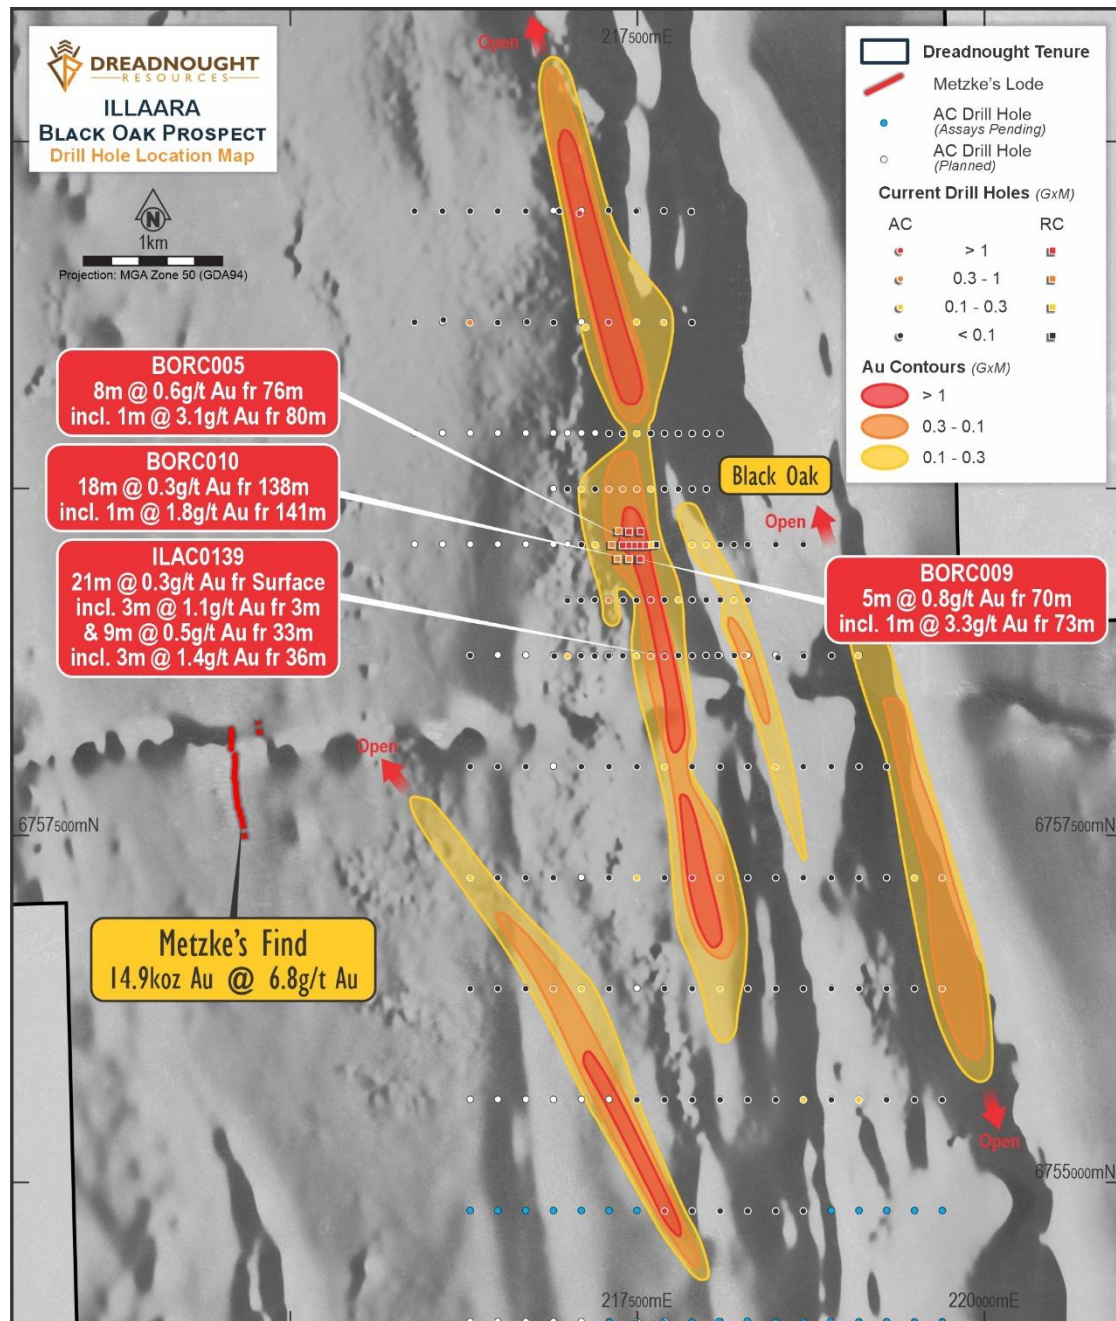 DREADNOUGHT
RESOURCES
ILLAARA
BLACK OAK PROSPECT
Drill Hole Location Map
N
1km
Projection: MGA Zone 50 (GDA94)
Open
217500mE
Dreadnought Tenure
Metzke's Lode
AC Drill Hole
(Assays Pending)
AC Drill Hole
(Planned)
Current Drill Holes (GxM)
AC RC
> 1
0.3 - 1
0.1 - 0.3
< 0.1
Au Contours (GxM)
> 1
0.3 - 0.1
0.1 - 0.3
BORC005
8m @ 0.6g/t Au fr 76m
incl. 1m @ 3.1g/t Au fr 80m
BORC010
18m @ 0.3g/t Au fr 138m
incl. 1m @ 1.8g/t Au fr 141m
ILAC0139
21m @ 0.3g/t Au fr Surface
incl. 3m @ 1.1g/t Au fr 3m
& 9m @ 0.5g/t Au fr 33m
incl. 3m @ 1.4g/t Au fr 36m
Black Oak
Open
BORC009
5m @ 0.8g/t Au fr 70m
incl. 1m @ 3.3g/t Au fr 73m
Open
6757500mN
6757500mN
Metzke's Find
14.9koz Au @ 6.8g/t Au
Open
6755000mN
217500mE
220000mE